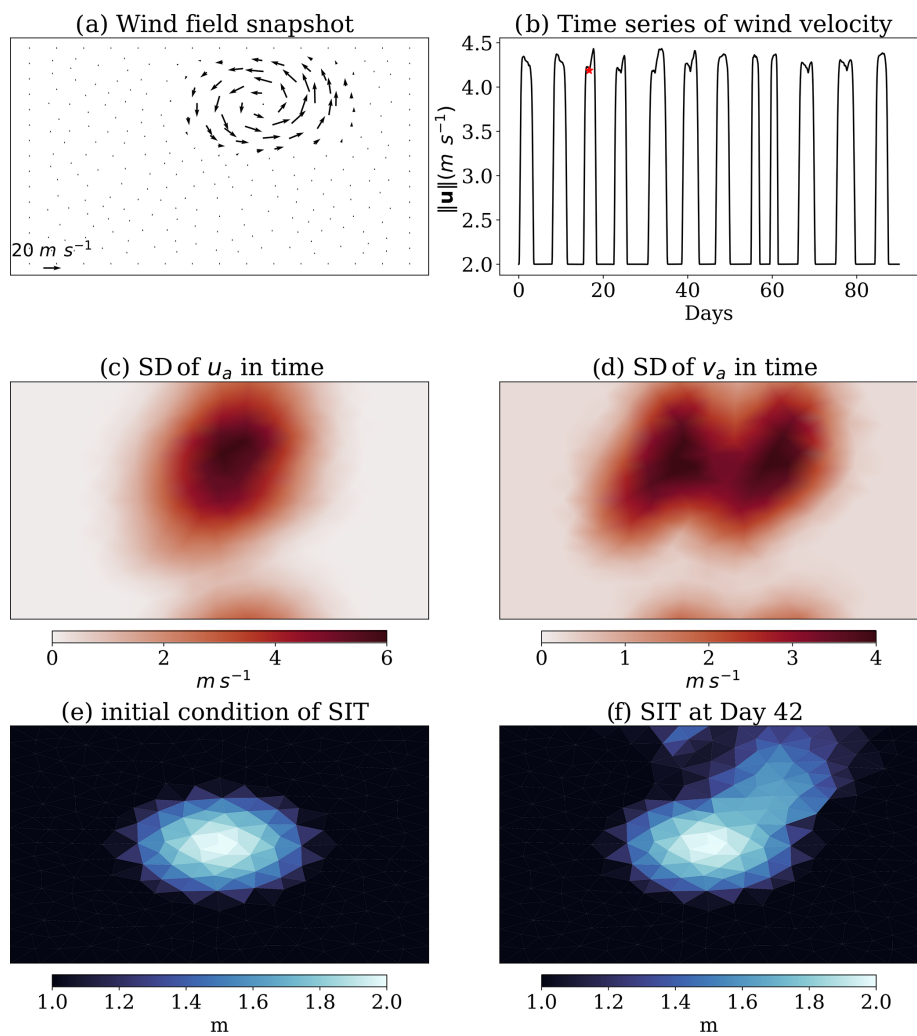 (a) Wind field snapshot
20 m s⁻¹
(b) Time series of wind velocity
‖u‖(m s⁻¹)
4.5
4.0
3.5
3.0
2.5
2.0
0 20 40 60 80
Days
(c) SD of uₐ in time
0 2 4 6
m s⁻¹
(d) SD of vₐ in time
0 1 2 3 4
m s⁻¹
(e) initial condition of SIT
1.0 1.2 1.4 1.6 1.8 2.0
m
(f) SIT at Day 42
1.0 1.2 1.4 1.6 1.8 2.0
m